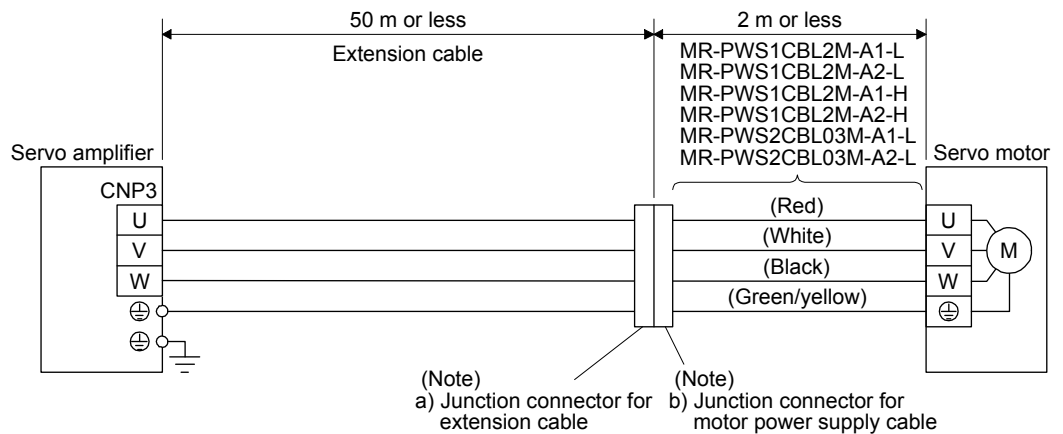 50 m or less
2 m or less
Extension cable
MR-PWS1CBL2M-A1-L
MR-PWS1CBL2M-A2-L
MR-PWS1CBL2M-A1-H
MR-PWS1CBL2M-A2-H
MR-PWS2CBL03M-A1-L
MR-PWS2CBL03M-A2-L
Servo amplifier
Servo motor
CNP3
U
V
W
(Red)
(White)
(Black)
(Green/yellow)
U
V
W
M
(Note)
a) Junction connector for
extension cable
(Note)
b) Junction connector for
motor power supply cable